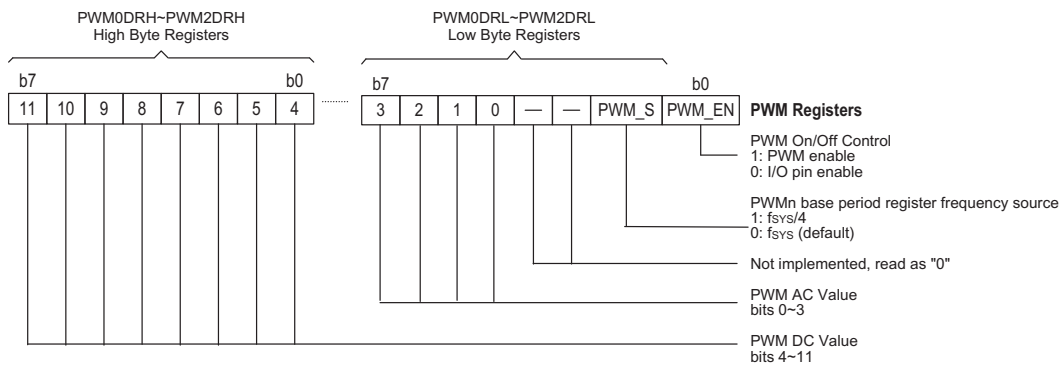 PWM0DRH~PWM2DRH
High Byte Registers
PWM0DRL~PWM2DRL
Low Byte Registers
b7 b0 b7 b0
11 10 9 8 7 6 5 4 3 2 1 0 — — PWM_S PWM_EN PWM Registers
PWM On/Off Control
1: PWM enable
0: I/O pin enable
PWMn base period register frequency source
1: fSYS/4
0: fSYS (default)
Not implemented, read as "0"
PWM AC Value
bits 0~3
PWM DC Value
bits 4~11